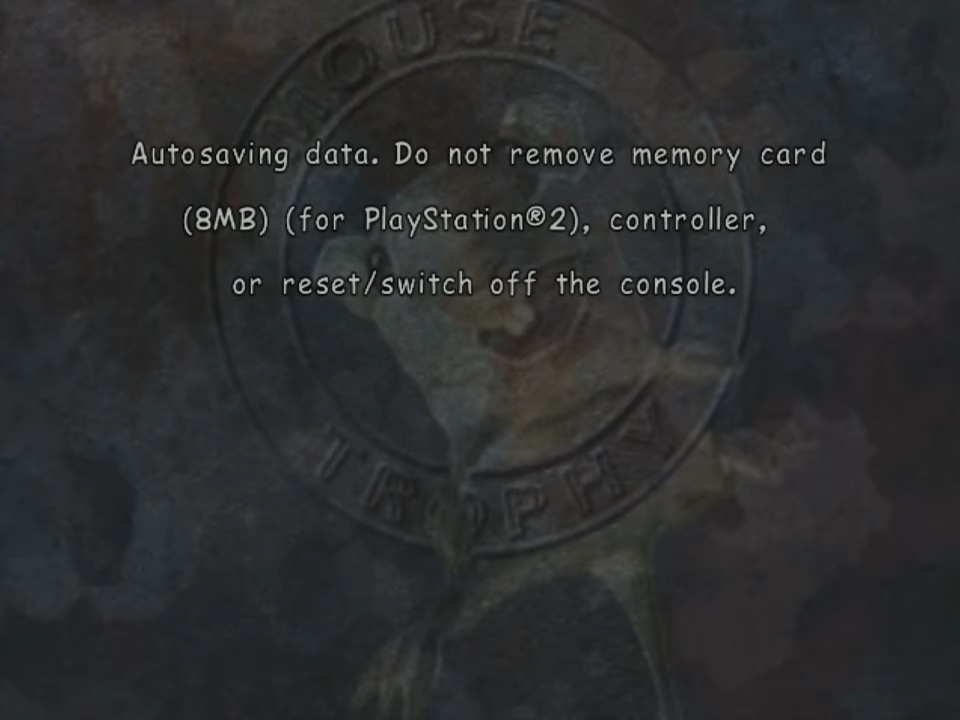 MOUSE
Autosaving data. Do not remove memory card
(8MB) (for PlayStation®2), controller,
or reset/switch off the console.
TROPHY